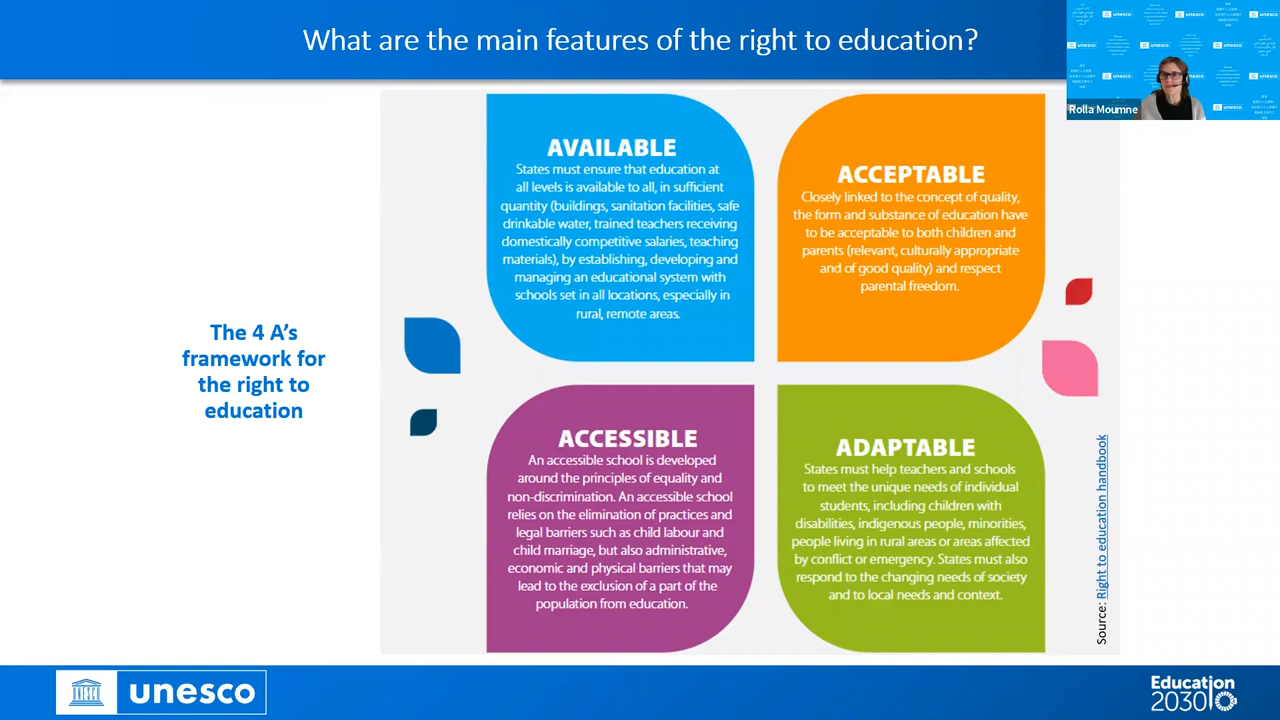 What are the main features of the right to education?
unesco
unesco
unesco
unesco
unesco
unesco
unesco
unesco
unesco
Rolla Moumne
AVAILABLE
States must ensure that education at
all levels is available to all, in sufficient
quantity (buildings, sanitation facilities, safe
drinkable water, trained teachers receiving
domestically competitive salaries, teaching
materials), by establishing, developing and
managing an educational system with
schools set in all locations, especially in
rural, remote areas.
ACCEPTABLE
Closely linked to the concept of quality,
the form and substance of education have
to be acceptable to both children and
parents (relevant, culturally appropriate
and of good quality) and respect
parental freedom.
The 4 A's
framework for
the right to
education
ACCESSIBLE
An accessible school is developed
around the principles of equality and
non-discrimination. An accessible school
relies on the elimination of practices and
legal barriers such as child labour and
child marriage, but also administrative,
economic and physical barriers that may
lead to the exclusion of a part of the
population from education.
ADAPTABLE
States must help teachers and schools
to meet the unique needs of individual
students, including children with
disabilities, indigenous people, minorities,
people living in rural areas or areas affected
by conflict or emergency. States must also
respond to the changing needs of society
and to local needs and context.
Source: Right to education handbook
unesco
Education
2030